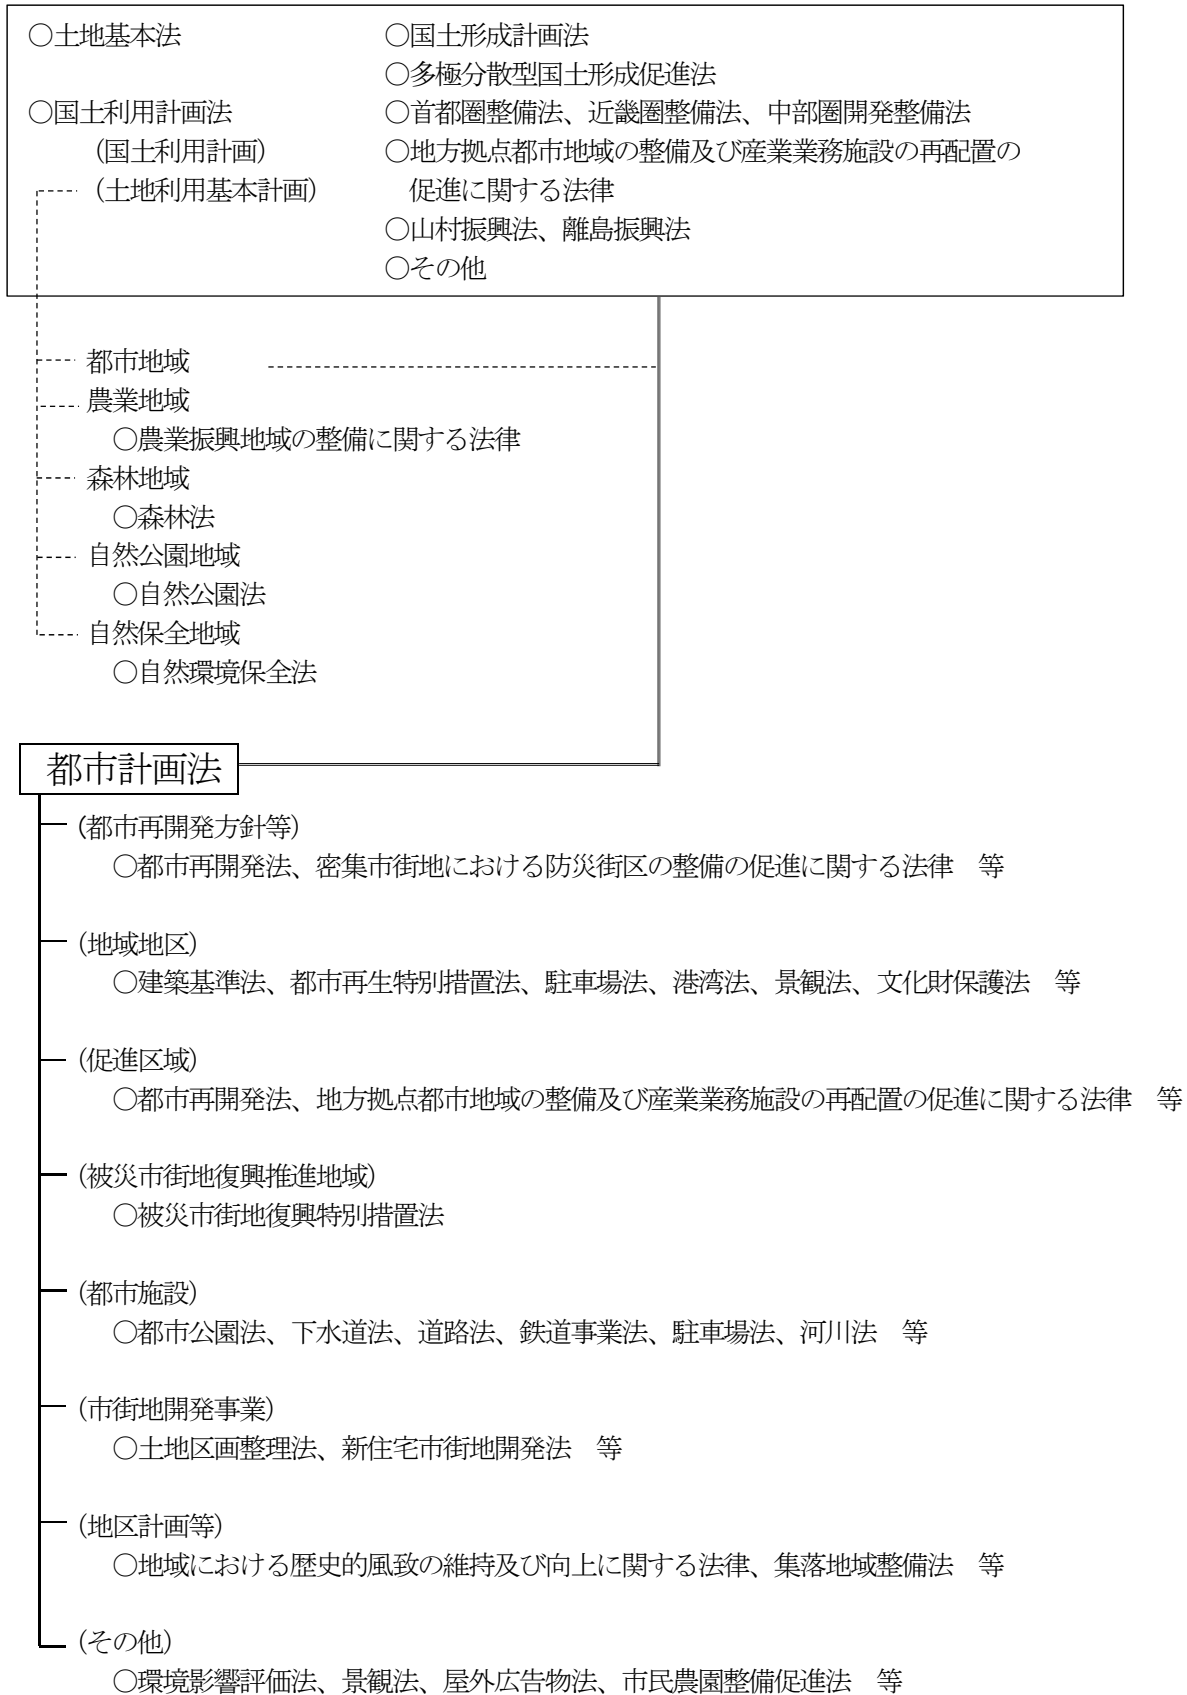 ○土地基本法
○国土利用計画法
(国土利用計画)
(土地利用基本計画)
○国土形成計画法
○多極分散型国土形成促進法
○首都圏整備法、近畿圏整備法、中部圏開発整備法
○地方拠点都市地域の整備及び産業業務施設の再配置の
促進に関する法律
○山村振興法、離島振興法
○その他
都市地域
農業地域
○農業振興地域の整備に関する法律
森林地域
○森林法
自然公園地域
○自然公園法
自然保全地域
○自然環境保全法
都市計画法
(都市再開発方針等)
○都市再開発法、密集市街地における防災街区の整備の促進に関する法律　等
(地域地区)
○建築基準法、都市再生特別措置法、駐車場法、港湾法、景観法、文化財保護法　等
(促進区域)
○都市再開発法、地方拠点都市地域の整備及び産業業務施設の再配置の促進に関する法律　等
(被災市街地復興推進地域)
○被災市街地復興特別措置法
(都市施設)
○都市公園法、下水道法、道路法、鉄道事業法、駐車場法、河川法　等
(市街地開発事業)
○土地区画整理法、新住宅市街地開発法　等
(地区計画等)
○地域における歴史的風致の維持及び向上に関する法律、集落地域整備法　等
(その他)
○環境影響評価法、景観法、屋外広告物法、市民農園整備促進法　等